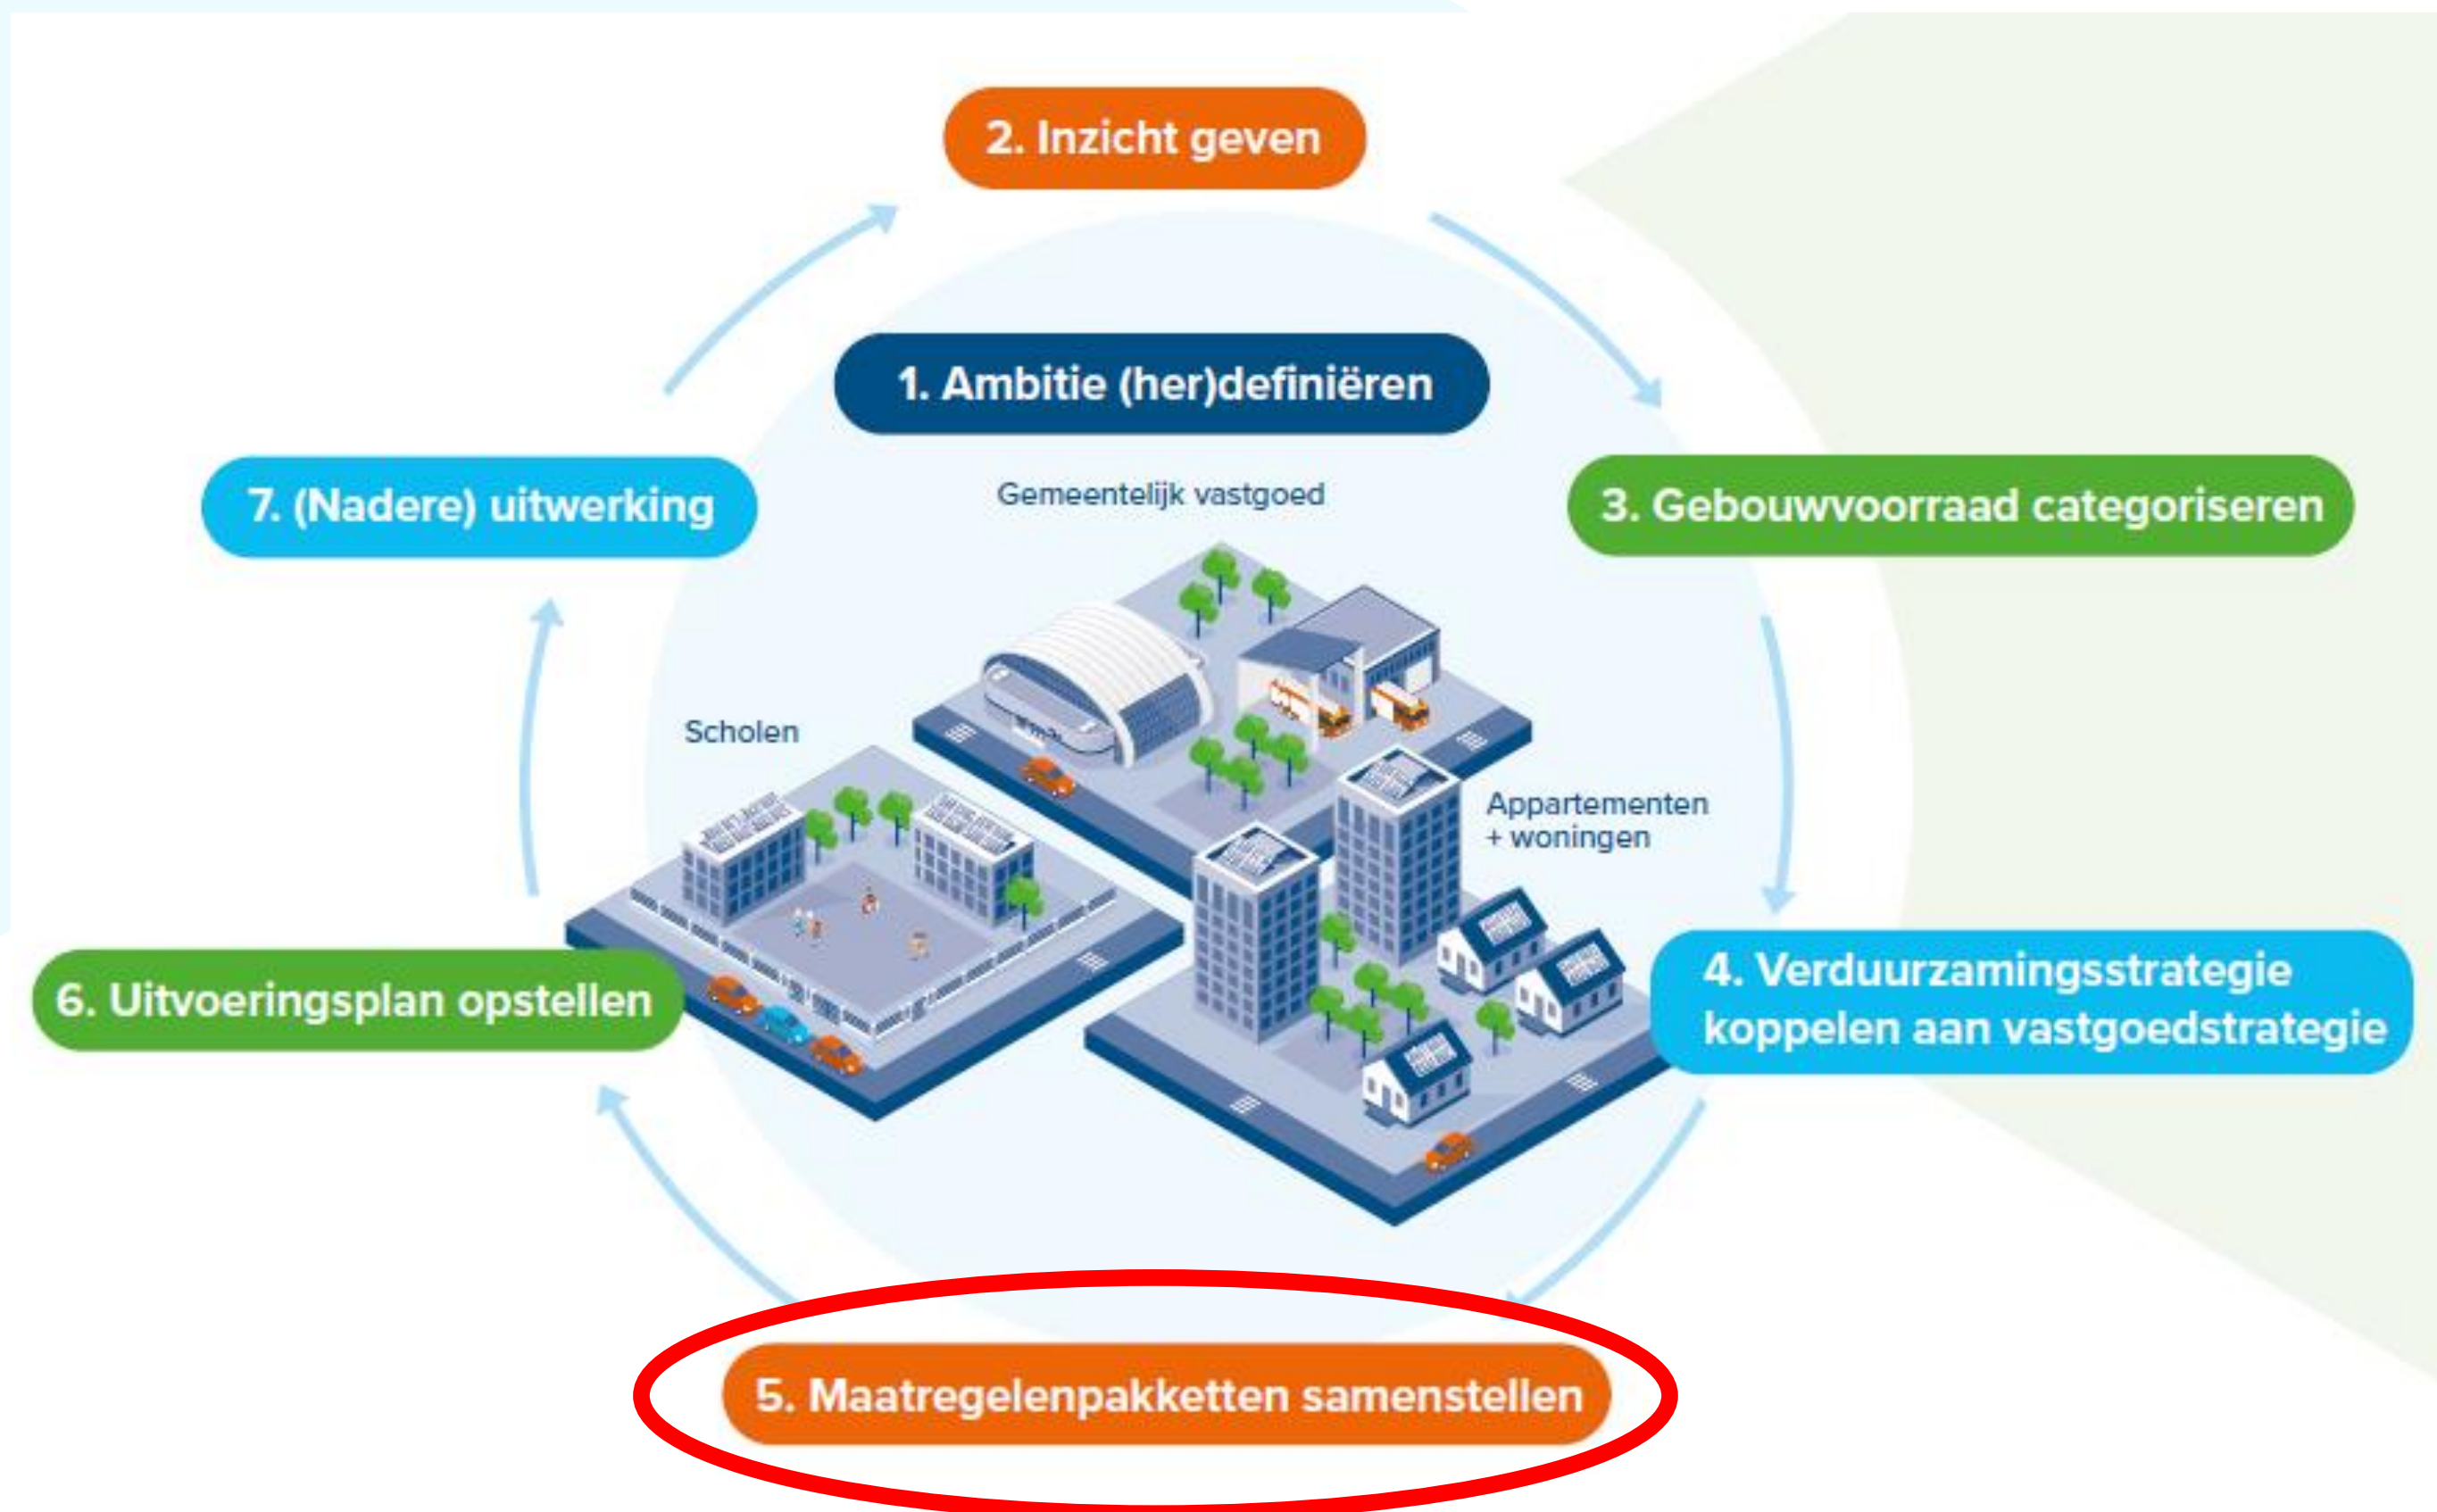 2. Inzicht geven
1. Ambitie (her)definiëren
Gemeentelijk vastgoed
7. (Nadere) uitwerking
3. Gebouwvoorraad categoriseren
Scholen
Appartementen
+ woningen
6. Uitvoeringsplan opstellen
4. Verduurzamingsstrategie
koppelen aan vastgoedstrategie
5. Maatregelenpakketten samenstellen